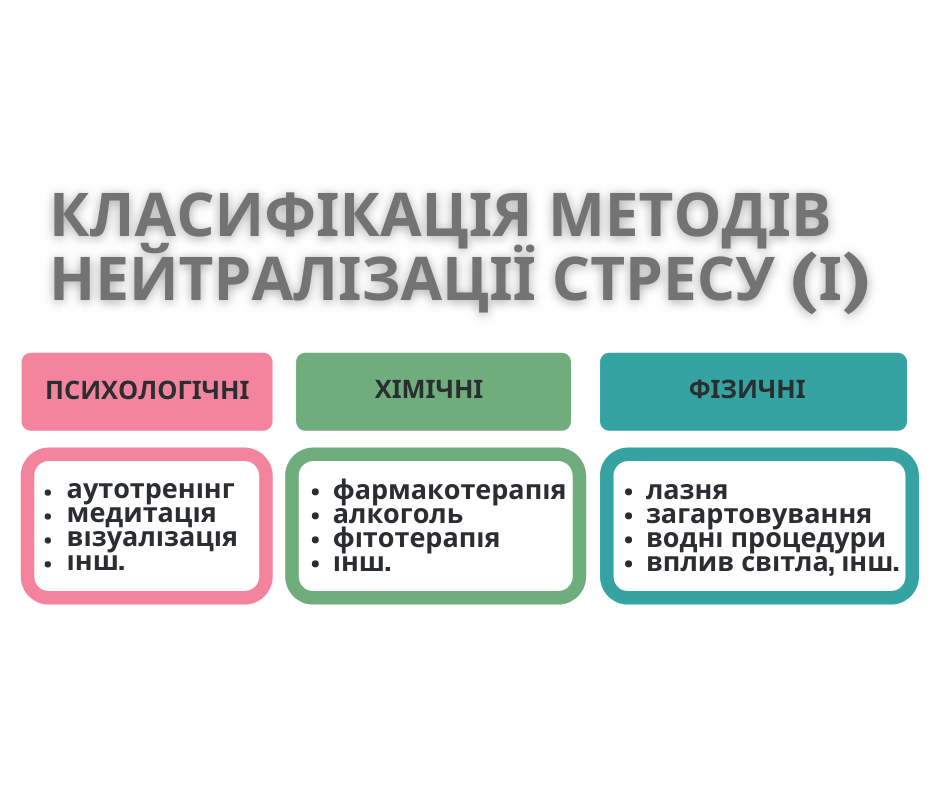 КЛАСИФІКАЦІЯ МЕТОДІВ
НЕЙТРАЛІЗАЦІЇ СТРЕСУ (І)
ПСИХОЛОГІЧНІ
• аутотренінг
• медитація
• візуалізація
• інш.
ХІМІЧНІ
• фармакотерапія
• алкоголь
• фітотерапія
• інш.
ФІЗИЧНІ
• лазня
• загартовування
• водні процедури
• вплив світла, інш.